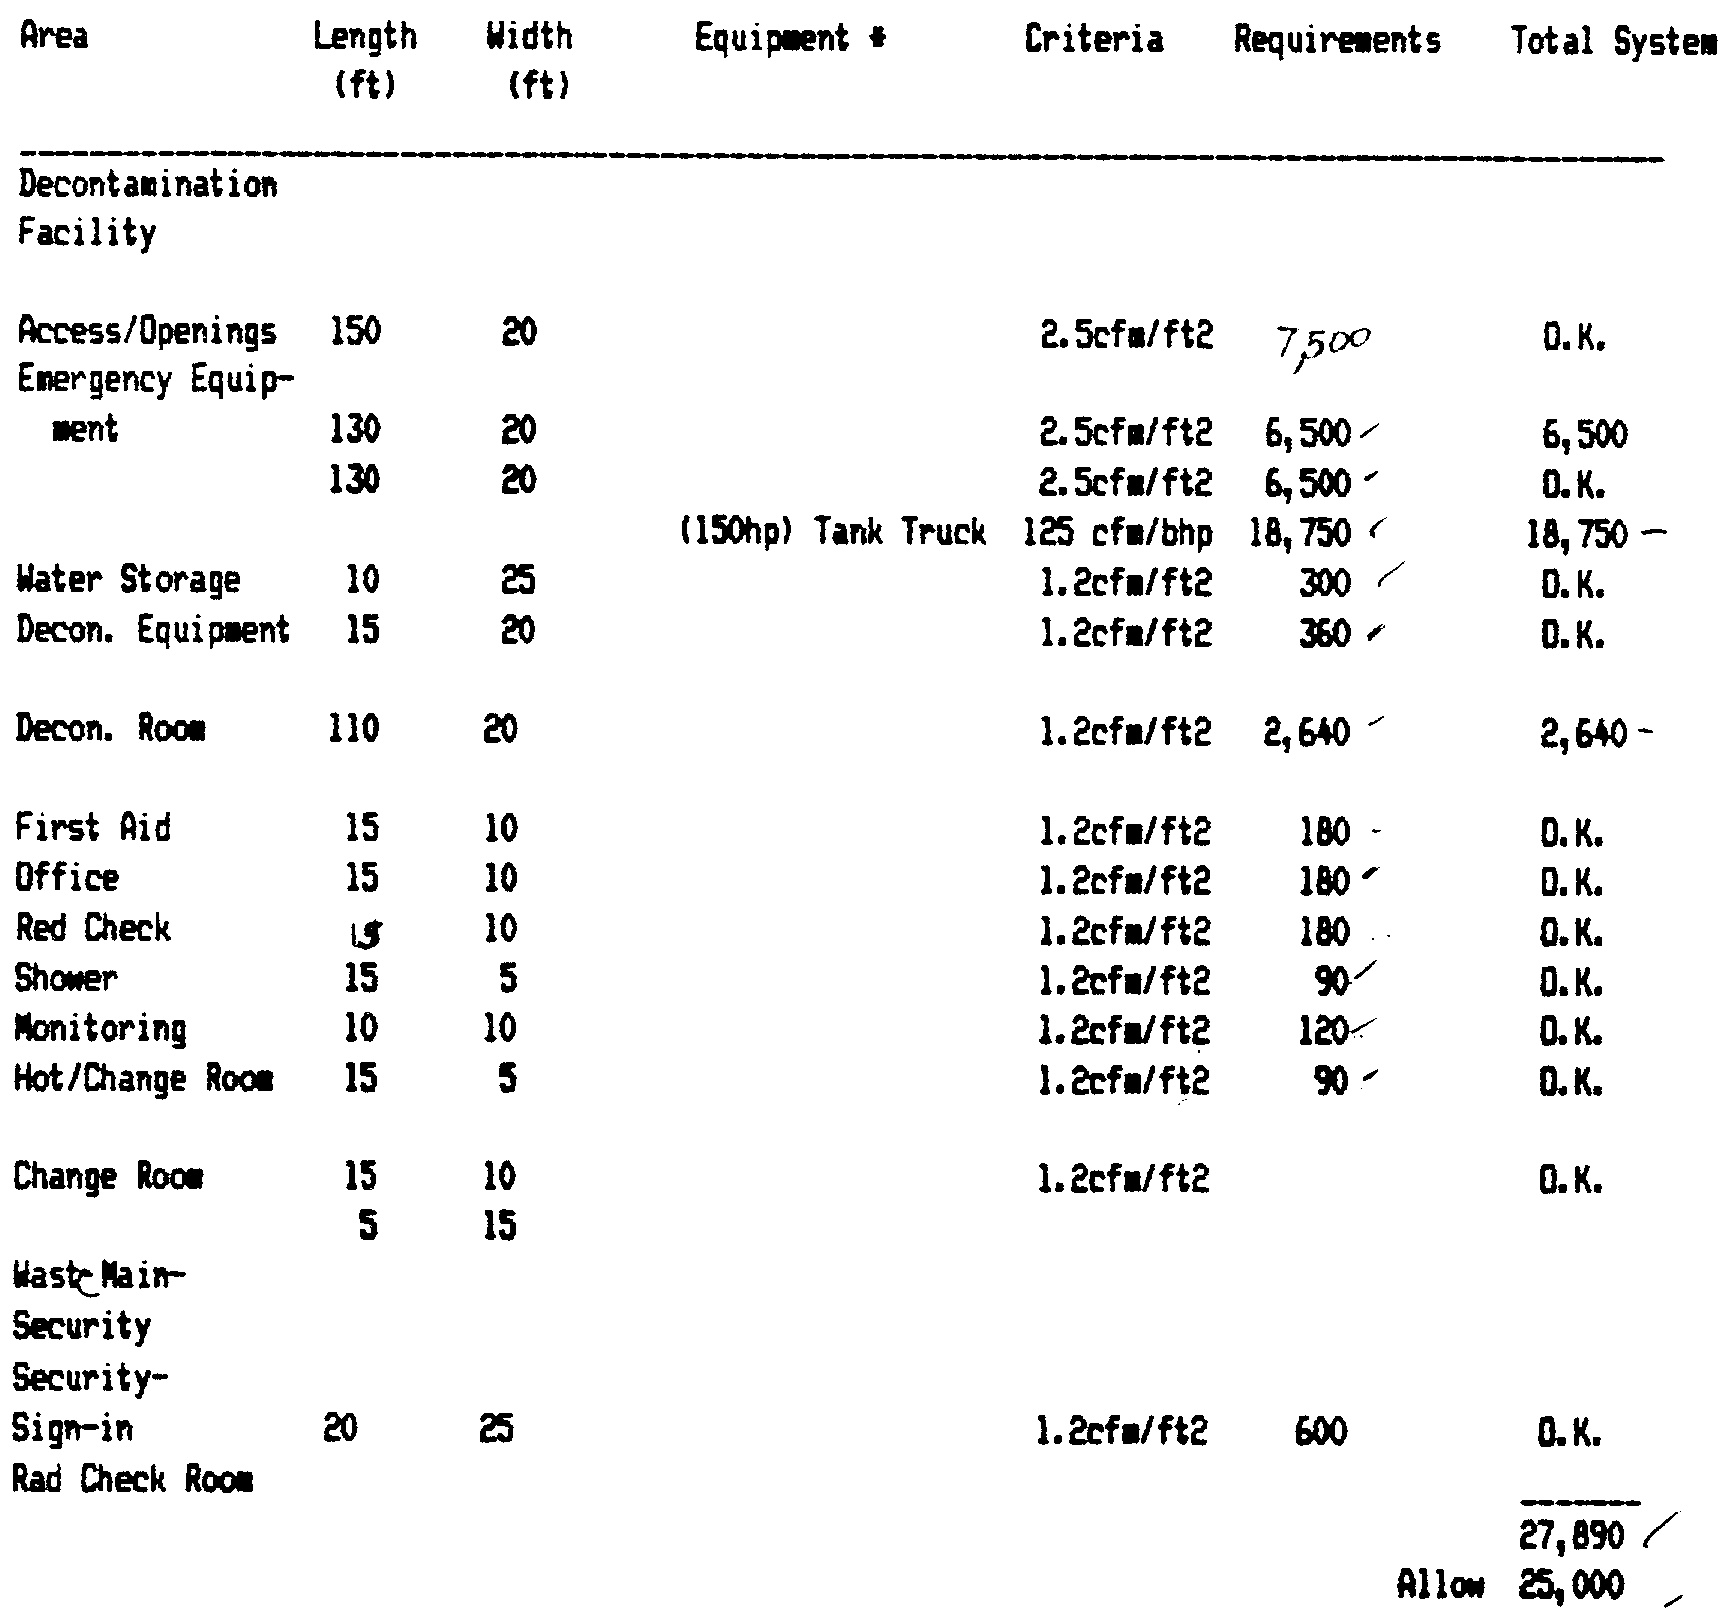 Area Length Width Equipment # Criteria Requirements Total System
(ft) (ft)
Decontamination
Facility
Access/Openings 150 20 2.5cfm/ft2 7,500 O.K.
Emergency Equip-
ment 130 20 2.5cfm/ft2 6,500 6,500
130 20 2.5cfm/ft2 6,500 O.K.
(150hp) Tank Truck 125 cfm/bhp 18,750 18,750
Water Storage 10 25 1.2cfm/ft2 300 O.K.
Decon. Equipment 15 20 1.2cfm/ft2 360 O.K.
Decon. Room 110 20 1.2cfm/ft2 2,640 2,640
First Aid 15 10 1.2cfm/ft2 180 O.K.
Office 15 10 1.2cfm/ft2 180 O.K.
Red Check 15 10 1.2cfm/ft2 180 O.K.
Shower 15 5 1.2cfm/ft2 90 O.K.
Monitoring 10 10 1.2cfm/ft2 120 O.K.
Hot/Change Room 15 5 1.2cfm/ft2 90 O.K.
Change Room 15 10 1.2cfm/ft2 O.K.
5 15
Waste Main-
Security
Security-
Sign-in 20 25 1.2cfm/ft2 600 O.K.
Rad Check Room
27,890
Allow 25,000